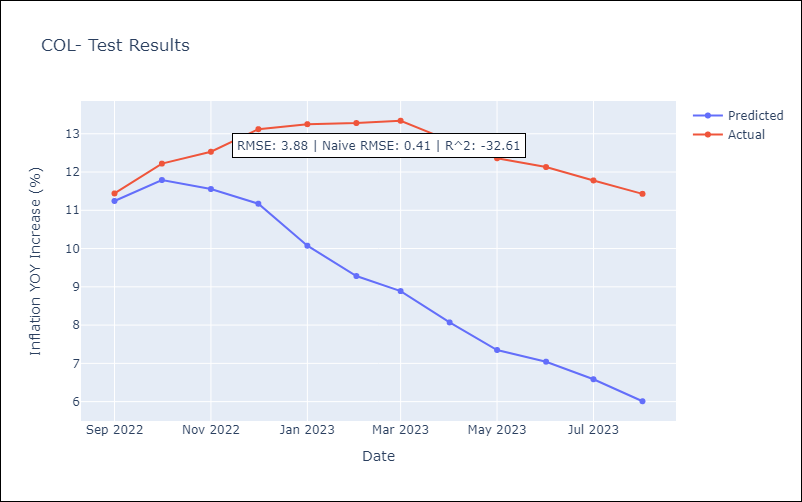 COL- Test Results
Predicted
Actual
13
12
11
10
9
8
7
6
RMSE: 3.88 | Naive RMSE: 0.41 | R^2: -32.61
Inflation YOY Increase (%)
Sep 2022 Nov 2022 Jan 2023 Mar 2023 May 2023 Jul 2023
Date